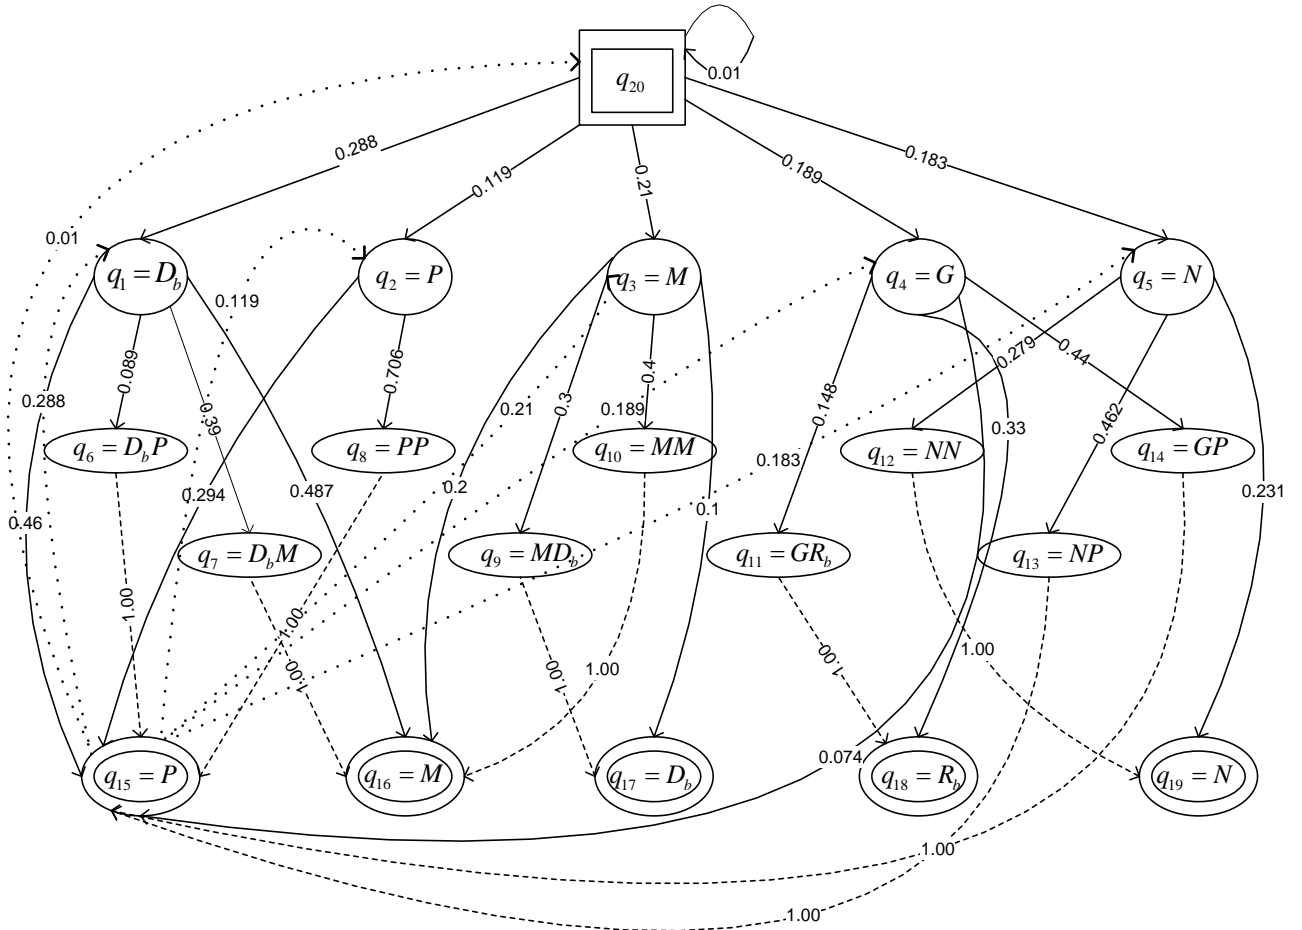 0.01
q20
0.288
0.119
0.21
0.189
0.183
0.01
q1 = Db
q2 = P
q3 = M
q4 = G
q5 = N
0.119
0.089
0.706
0.4
0.279
0.44
0.288
0.39
0.21
0.3
0.189
0.148
0.33
0.462
q6 = DbP
q8 = PP
q10 = MM
q12 = NN
q14 = GP
0.183
0.294
0.487
0.2
0.1
0.231
0.46
q7 = DbM
q9 = MDb
q11 = GRb
q13 = NP
1.00
1.00
1.00
1.00
1.00
1.00
1.00
0.074
q15 = P
q16 = M
q17 = Db
q18 = Rb
q19 = N
1.00
1.00